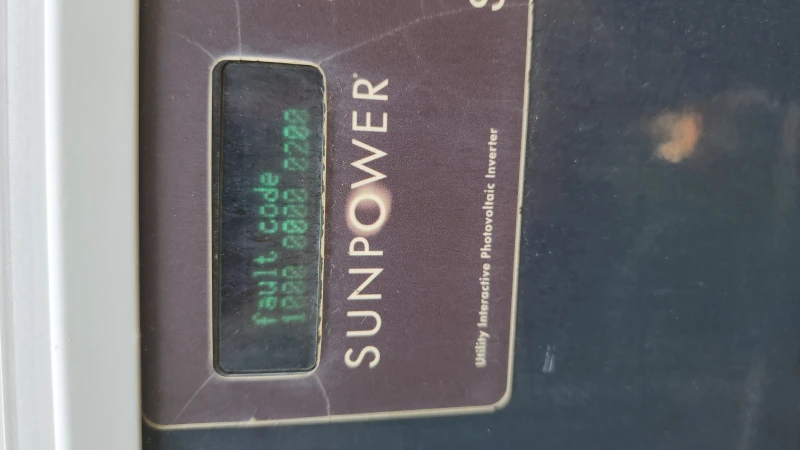 fault code
1000 0000 0200
SUNPOWER
Utility Interactive Photovoltaic Inverter
S